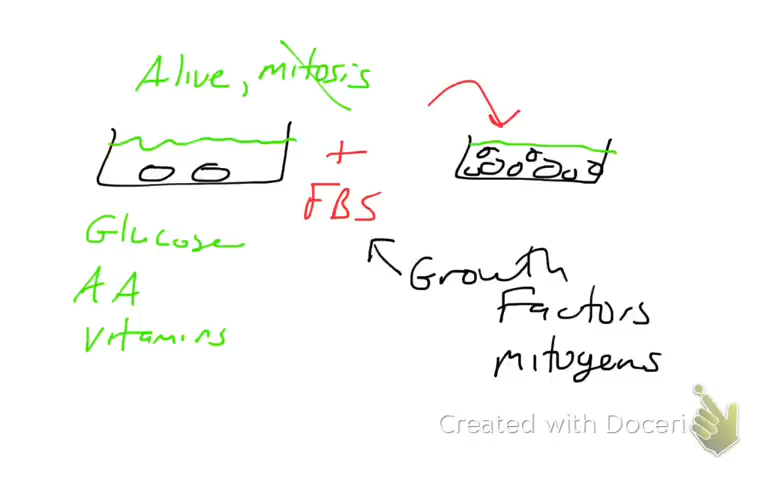 Alive, mitosis
+
FBS
Glucose
AA
Vitamins
Growth
Factors
mitogens
Created with Doceri